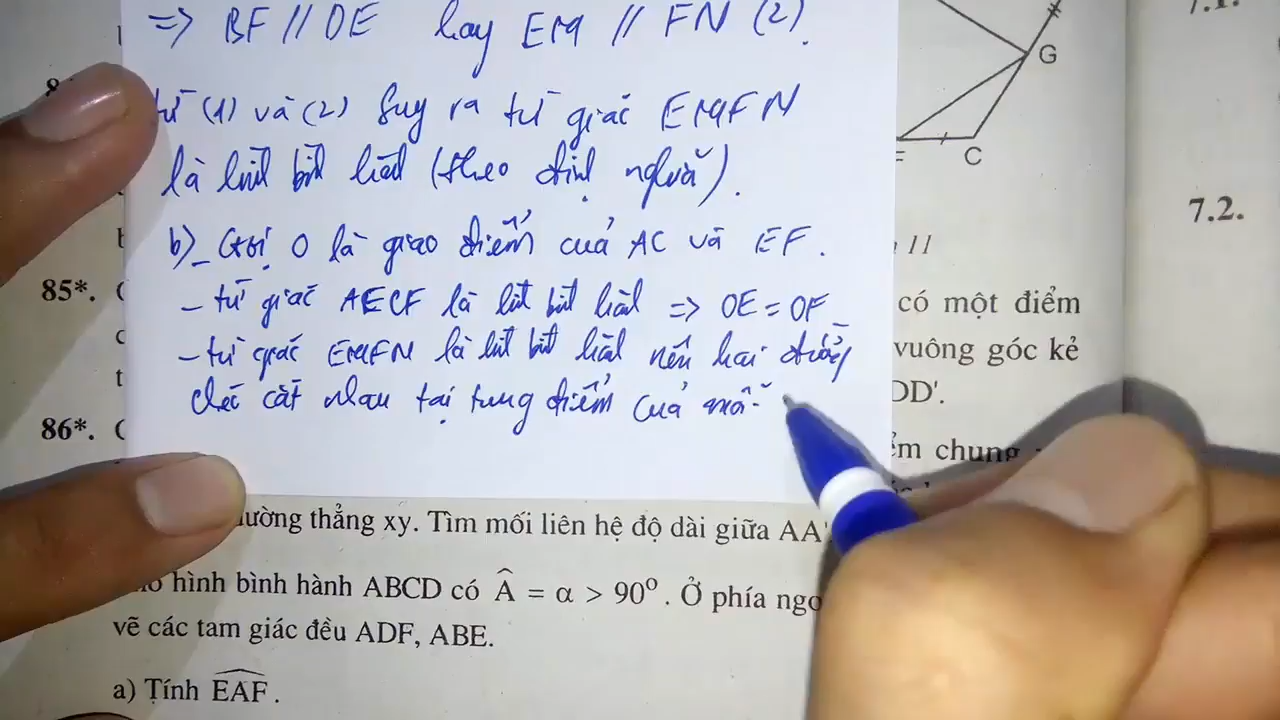 => BF // DE hay EM // FN (2).
từ (1) và (2) suy ra tứ giác EMFN
là hình bình hành (theo định nghĩa).
b)_ Gọi O là giao điểm của AC và EF.
- tứ giác AECF là hình bình hành => OE = OF
- tứ giác EMFN là hình bình hành nên hai đường
chéo cắt nhau tại trung điểm của mỗi
G
C
7.1.
7.2.
11
85*.
có một điểm
vuông góc kẻ
DD'.
86*.
ểm chung
đường thẳng xy. Tìm mối liên hệ độ dài giữa AA'
hình bình hành ABCD có Â = α > 90º. Ở phía ngo
vẽ các tam giác đều ADF, ABE.
a) Tính EAF.